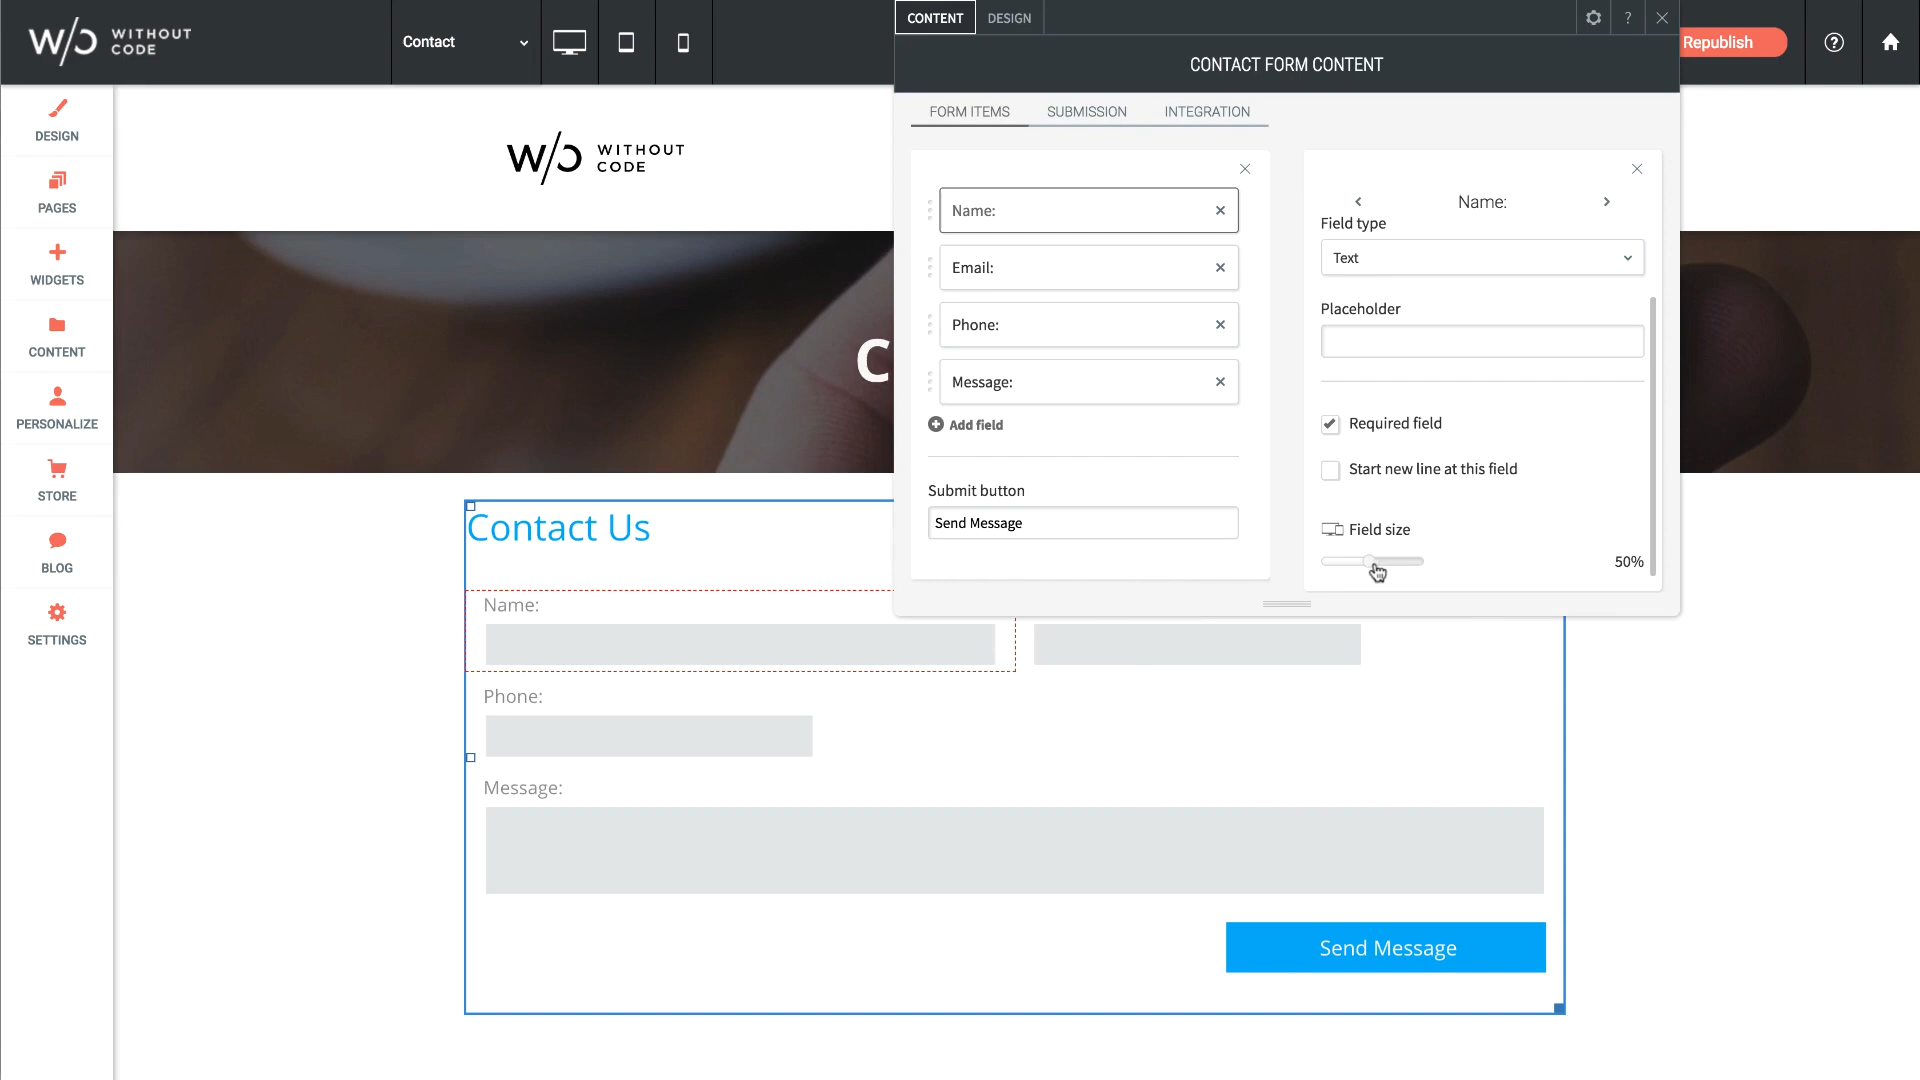 W/O WITHOUT CODE
Contact
CONTENT DESIGN
?
Republish
?
CONTACT FORM CONTENT
DESIGN
PAGES
WIDGETS
CONTENT
PERSONALIZE
STORE
BLOG
SETTINGS
W/O WITHOUT CODE
C
FORM ITEMS SUBMISSION INTEGRATION
Name:
Email:
Phone:
Message:
Add field
Submit button
Send Message
Name:
Field type
Text
Placeholder
Required field
Start new line at this field
Field size
50%
Contact Us
Name:
Phone:
Message:
Send Message